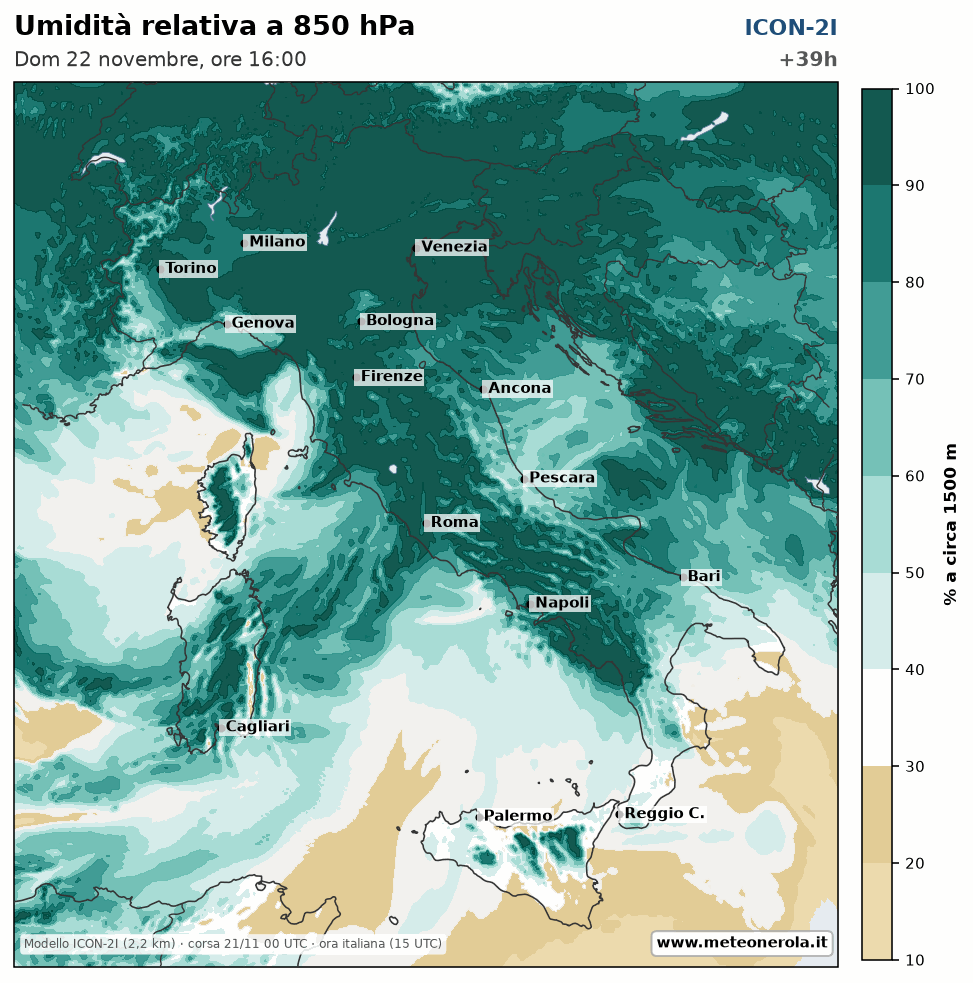 Umidità relativa a 850 hPa
ICON-2I
Dom 22 novembre, ore 16:00
+39h
Milano
Venezia
Torino
Genova
Bologna
Firenze
Ancona
Pescara
Roma
Bari
Napoli
Cagliari
Palermo
Reggio C.
100
90
80
70
60
50
40
30
20
10
% a circa 1500 m
Modello ICON-2I (2,2 km) · corsa 21/11 00 UTC · ora italiana (15 UTC)
www.meteonerola.it